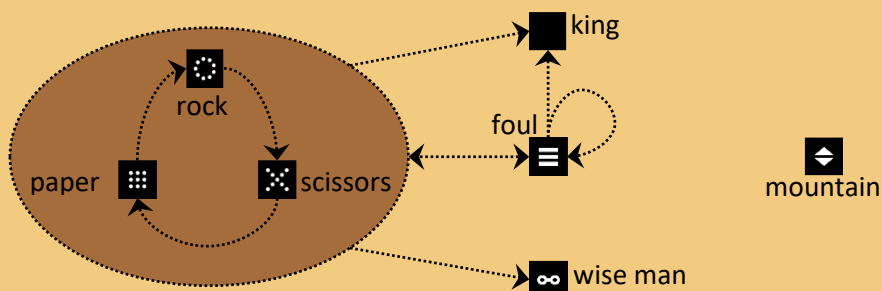 king
rock
foul
paper
scissors
mountain
wise man